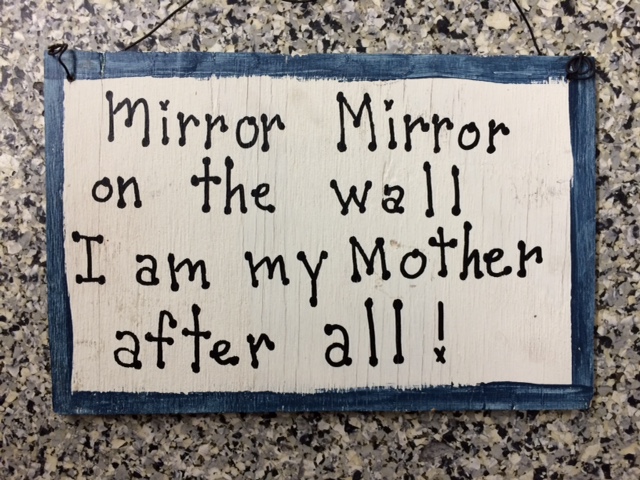 Mirror Mirror
on the wall
I am my Mother
after all!